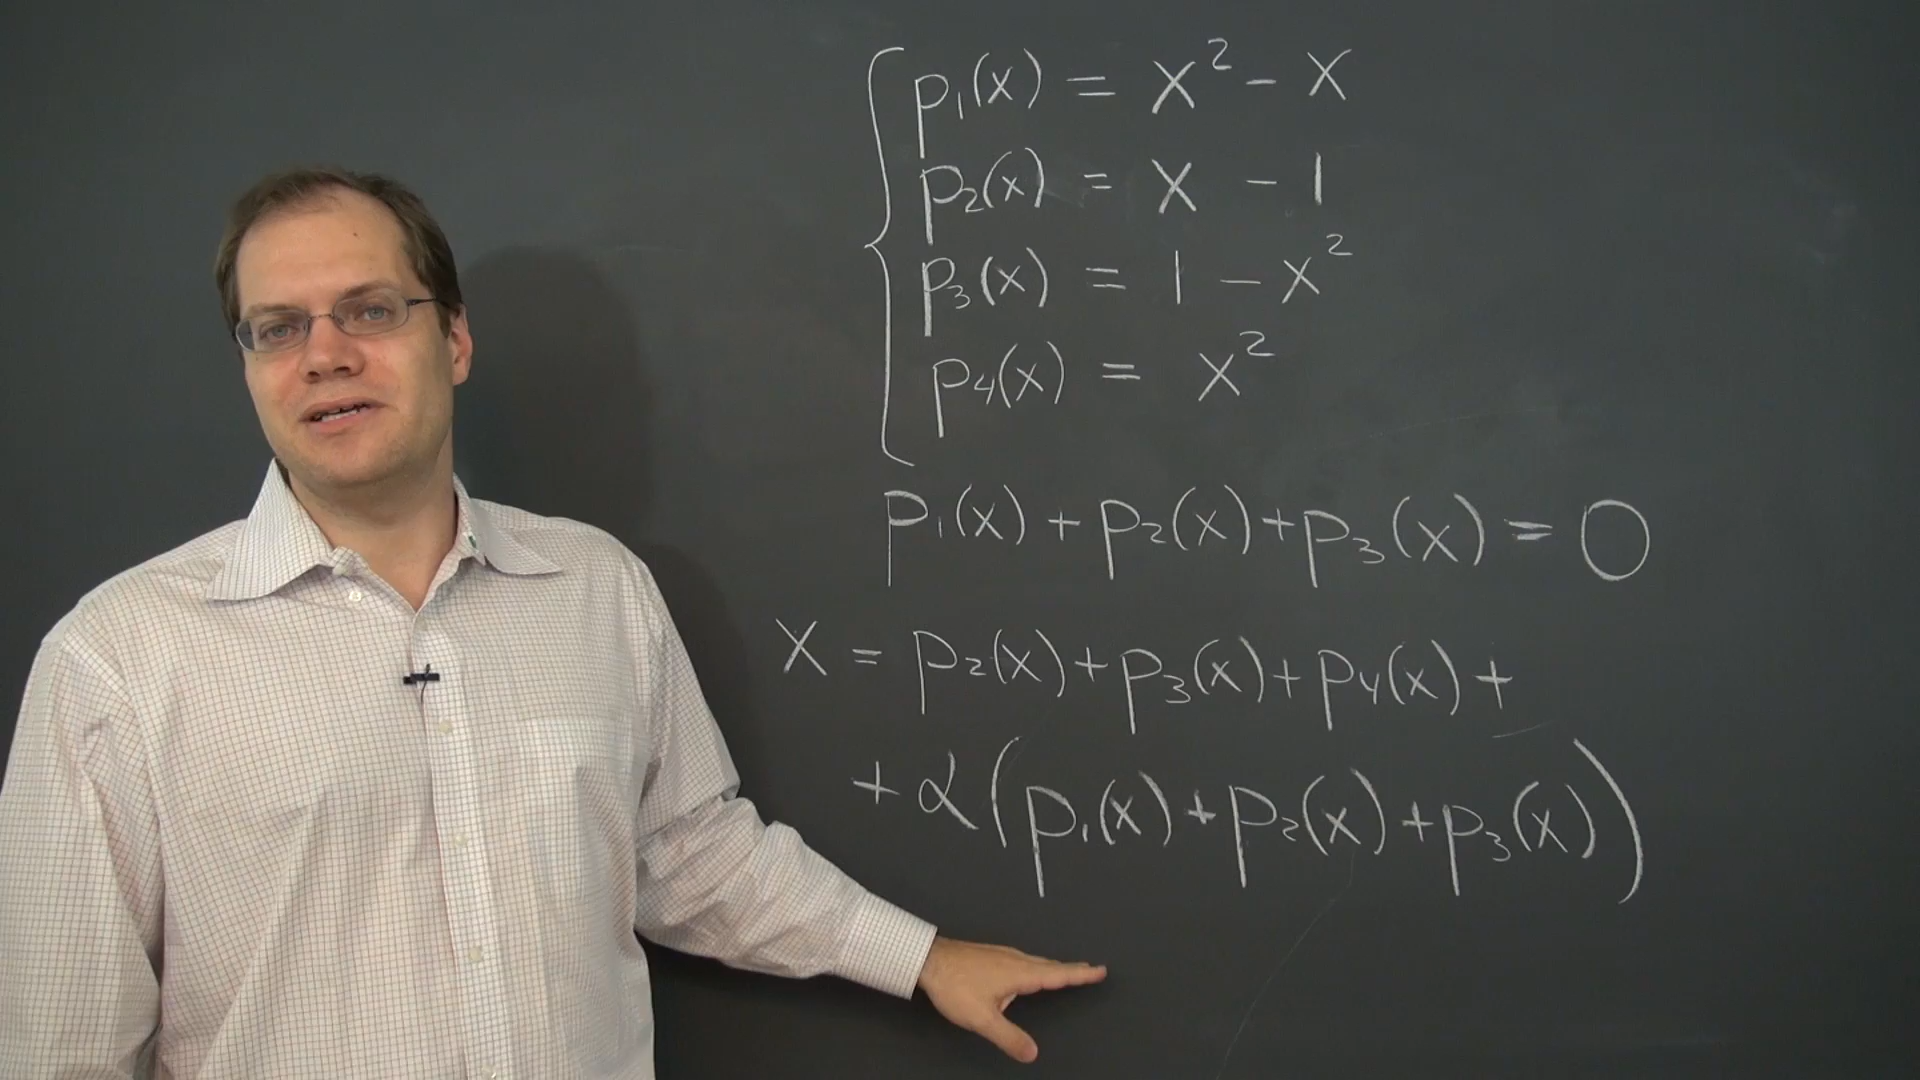 p₁(x) = x² - x
p₂(x) = x - 1
p₃(x) = 1 - x²
p₄(x) = x²
p₁(x) + p₂(x) + p₃(x) = 0
x = p₂(x) + p₃(x) + p₄(x) +
+ α(p₁(x) + p₂(x) + p₃(x))